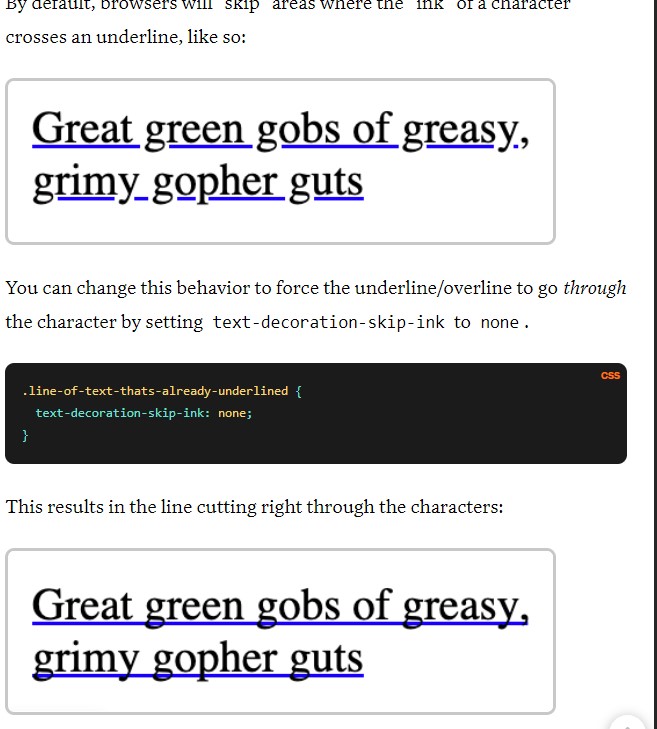 By default, browsers will "skip" areas where the "ink" of a character
crosses an underline, like so:
Great green gobs of greasy,
grimy gopher guts
You can change this behavior to force the underline/overline to go through
the character by setting text-decoration-skip-ink to none.
CSS
.line-of-text-thats-already-underlined {
  text-decoration-skip-ink: none;
}
This results in the line cutting right through the characters:
Great green gobs of greasy,
grimy gopher guts